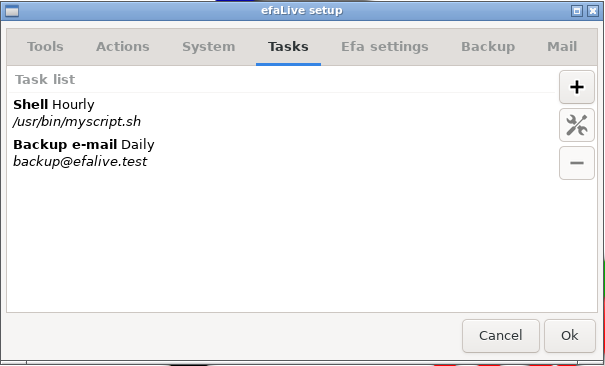 efaLive setup
Tools Actions System Tasks Efa settings Backup Mail
Task list
Shell Hourly
/usr/bin/myscript.sh
Backup e-mail Daily
backup@efalive.test
Cancel Ok